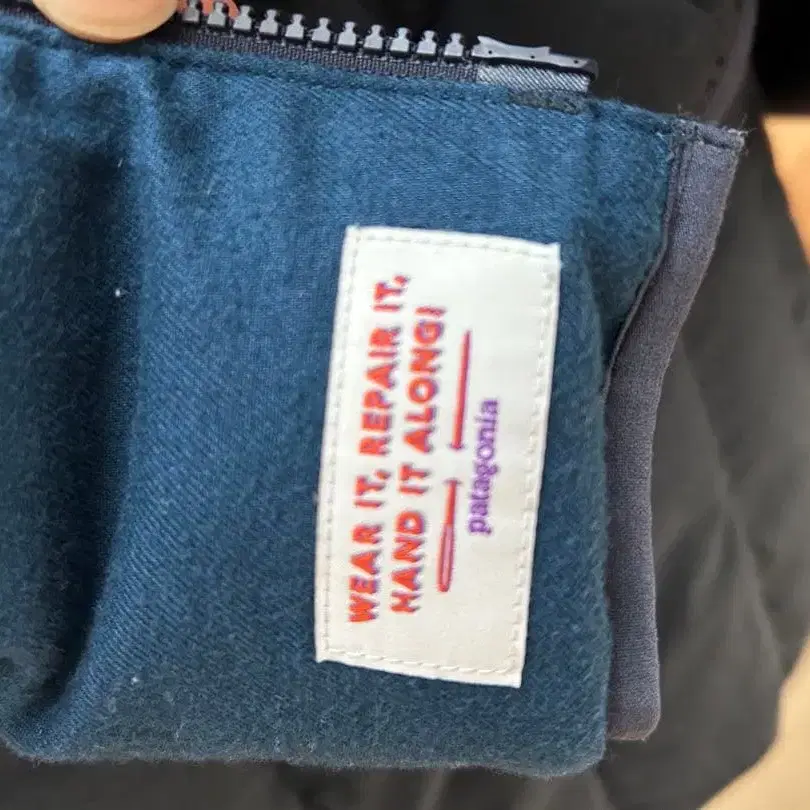 WEAR IT, REPAIR IT,
HAND IT ALONG!
patagonia